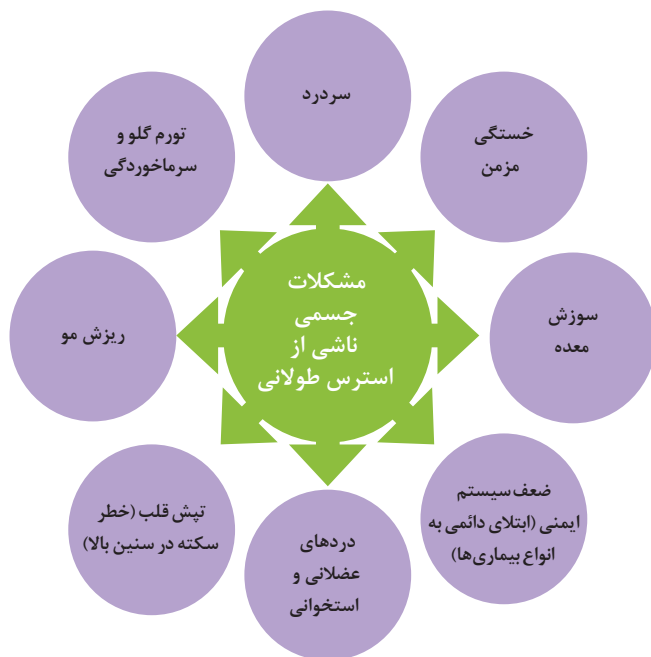 مشکلات
جسمی
ناشی از
استرس طولانی
سردرد
خستگی
مزمن
سوزش
معده
ضعف سیستم
ایمنی (ابتلای دائمی به
انواع بیماری‌ها)
دردهای
عضلانی و
استخوانی
تپش قلب (خطر
سکته در سنین بالا)
ریزش مو
تورم گلو و
سرماخوردگی